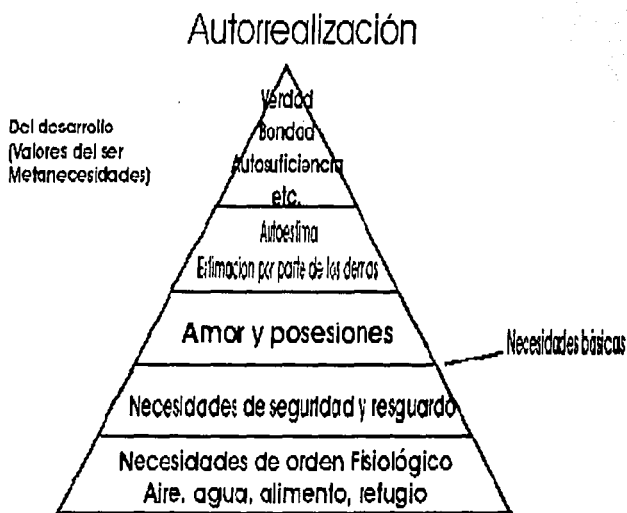 Autorrealización
Verdad
Bondad
Autosuficiencia
etc.
Del desarrollo
(Valores del ser
Metanecesidades)
Autoestima
Estimacion por parte de los demas
Amor y posesiones
Necesidades básicas
Necesidades de seguridad y resguardo
Necesidades de orden Fisiológico
Aire, agua, alimento, refugio